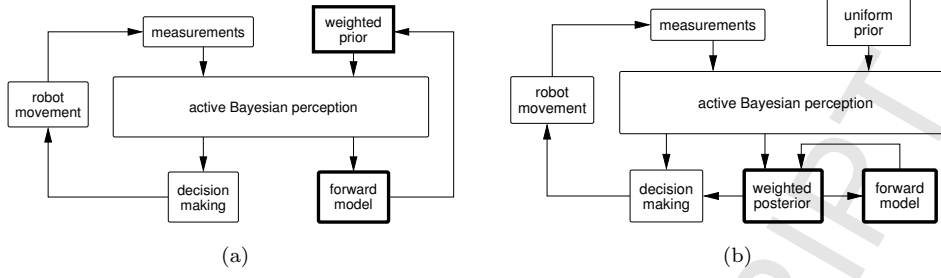 measurements
weighted
prior
robot
movement
active Bayesian perception
decision
making
forward
model
(a)
measurements
uniform
prior
robot
movement
active Bayesian perception
decision
making
weighted
posterior
forward
model
(b)
RIPT